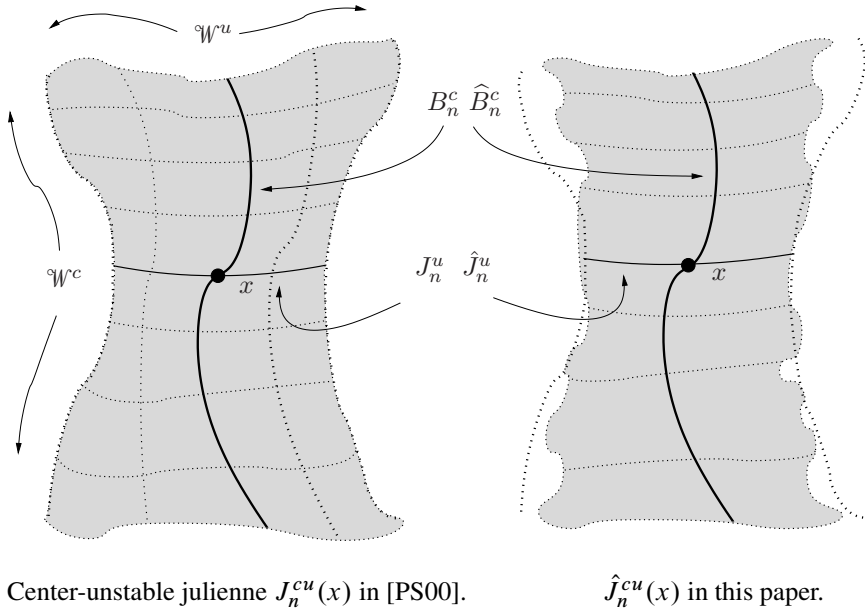 𝒲^u
B_n^c B̂_n^c
𝒲^c
J_n^u Ĵ_n^u
x
x
Center-unstable julienne J_n^{cu}(x) in [PS00].
Ĵ_n^{cu}(x) in this paper.